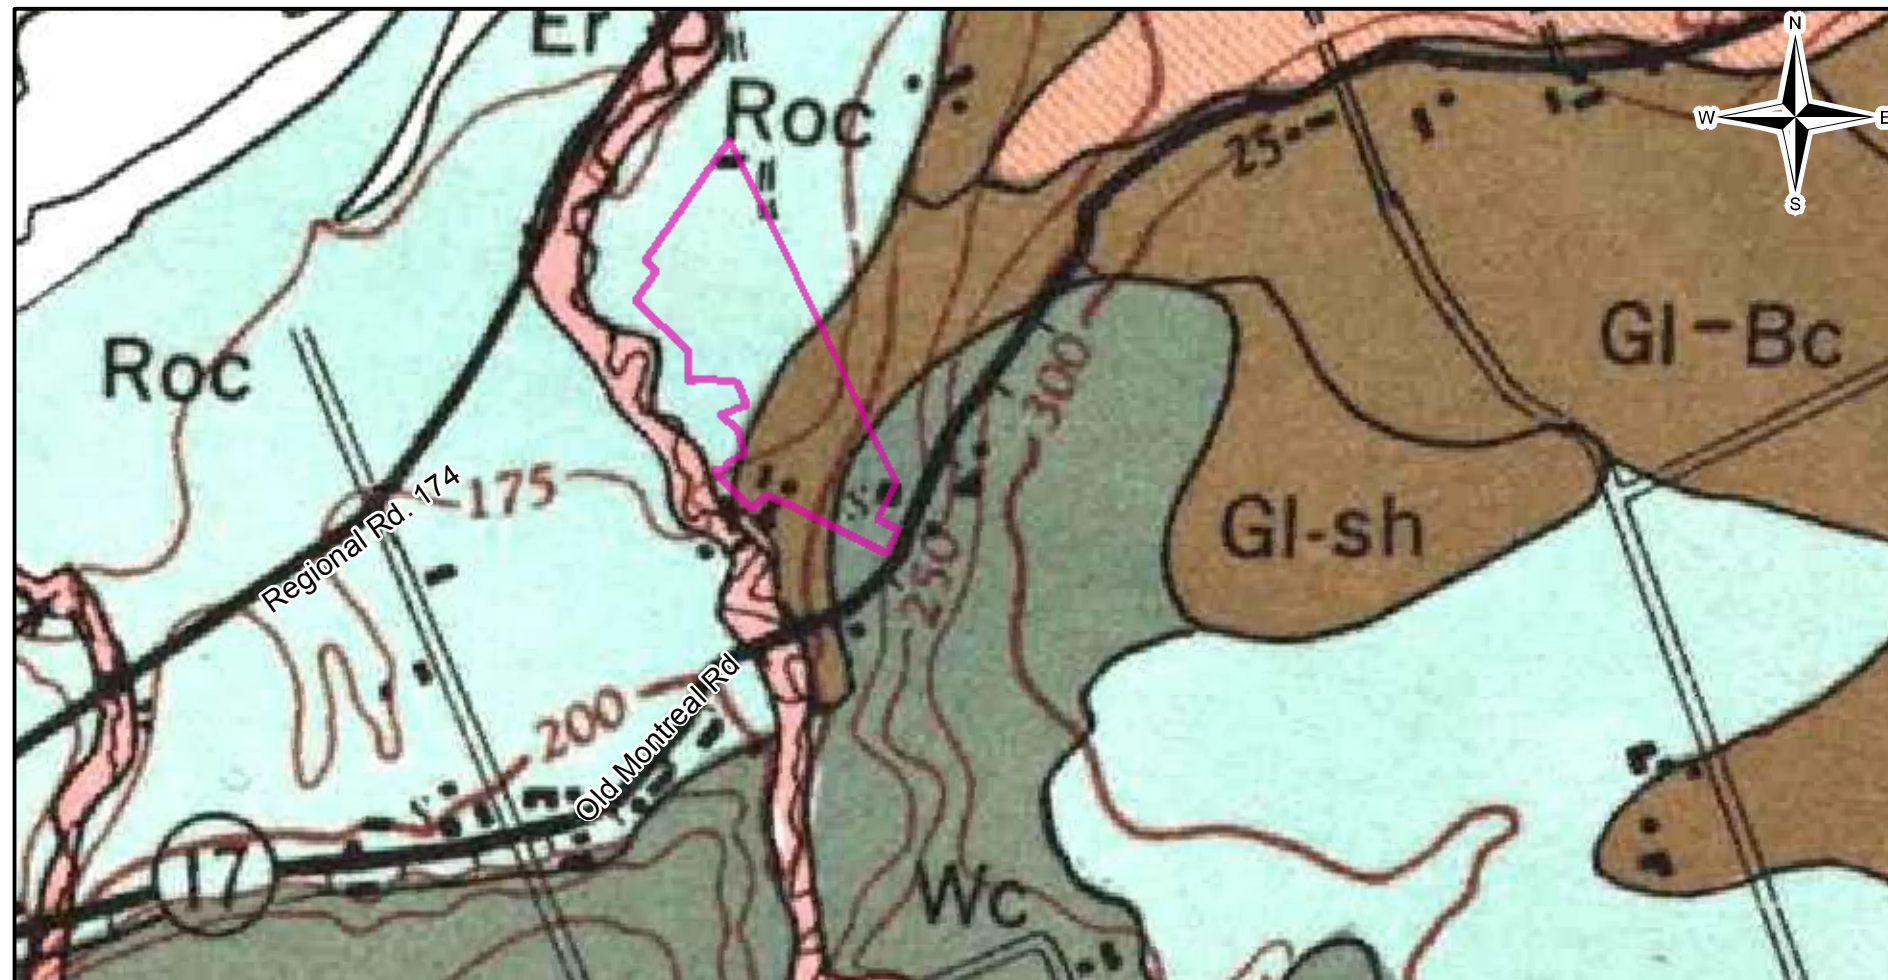 N
Er
Roc
W
E
S
25
Gl-Bc
Roc
300
175
Regional Rd. 174
Gl-sh
250
200
Old Montreal Rd
17
Wc